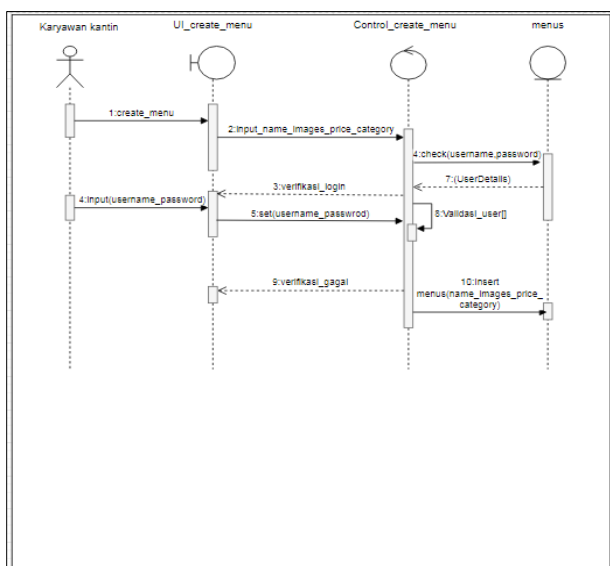 Karyawan kantin
UI_create_menu
Control_create_menu
menus
1:create_menu
2:Input_name_images_price_category
4:check(username,password)
7:(UserDetails)
3:verifikasi_login
4:Input(username_password)
5:set(username_passwrod)
8:Validasi_user[]
9:verifikasi_gagal
10:Insert
menus(name_images_price_
category)